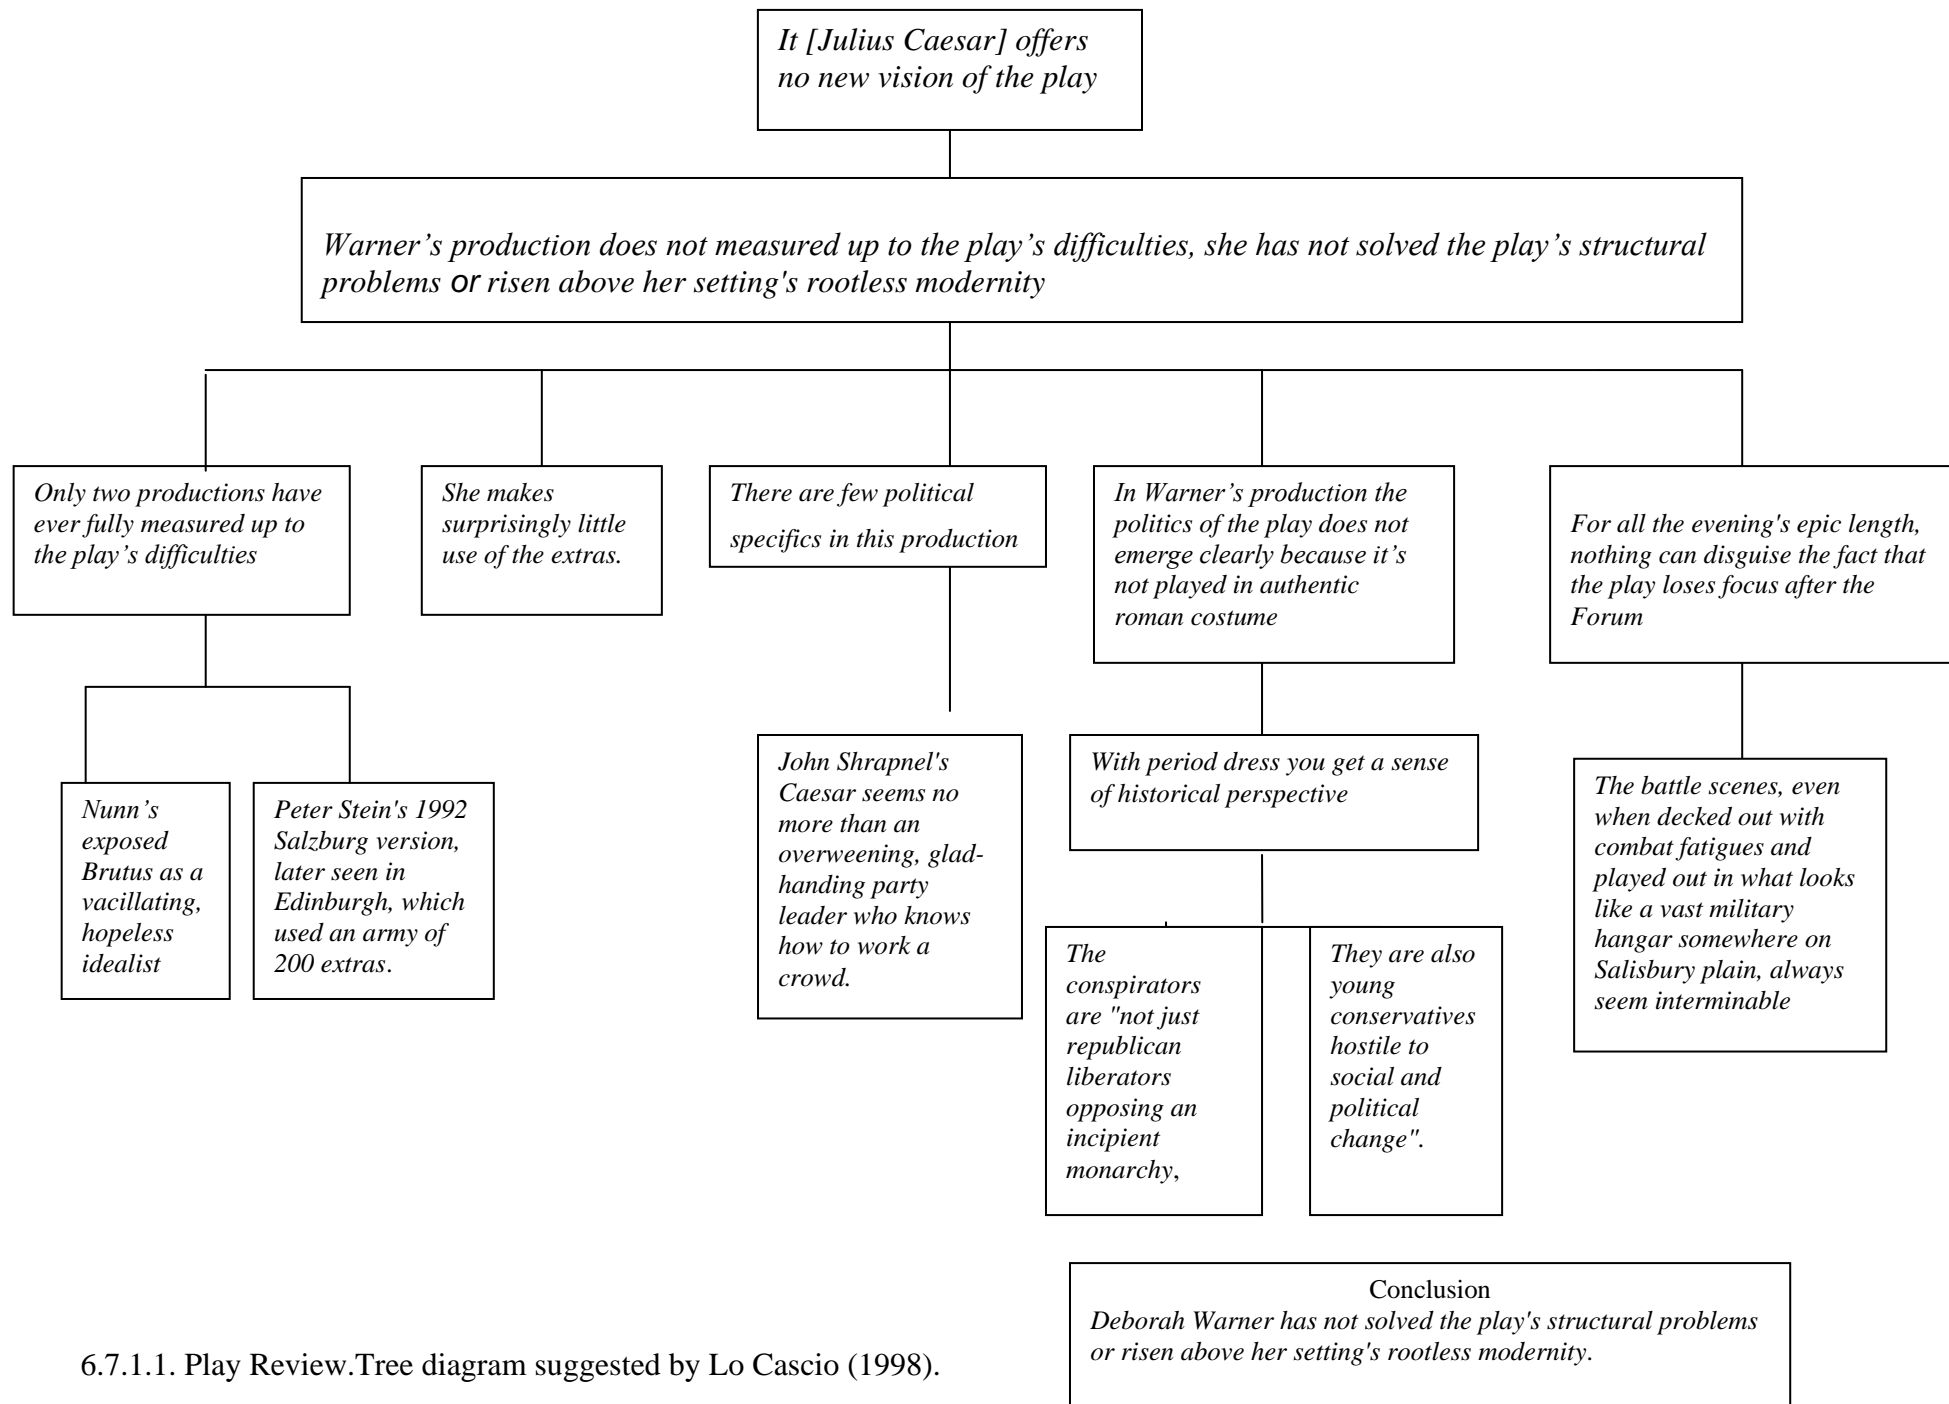 It [Julius Caesar] offers
no new vision of the play
Warner’s production does not measured up to the play’s difficulties, she has not solved the play’s structural
problems or risen above her setting's rootless modernity
Only two productions have
ever fully measured up to
the play’s difficulties
She makes
surprisingly little
use of the extras.
There are few political
specifics in this production
In Warner’s production the
politics of the play does not
emerge clearly because it’s
not played in authentic
roman costume
For all the evening's epic length,
nothing can disguise the fact that
the play loses focus after the
Forum
Nunn’s
exposed
Brutus as a
vacillating,
hopeless
idealist
Peter Stein's 1992
Salzburg version,
later seen in
Edinburgh, which
used an army of
200 extras.
John Shrapnel's
Caesar seems no
more than an
overweening, glad-
handing party
leader who knows
how to work a
crowd.
With period dress you get a sense
of historical perspective
The battle scenes, even
when decked out with
combat fatigues and
played out in what looks
like a vast military
hangar somewhere on
Salisbury plain, always
seem interminable
The
conspirators
are "not just
republican
liberators
opposing an
incipient
monarchy,
They are also
young
conservatives
hostile to
social and
political
change".
Conclusion
Deborah Warner has not solved the play's structural problems
or risen above her setting's rootless modernity.
6.7.1.1. Play Review.Tree diagram suggested by Lo Cascio (1998).